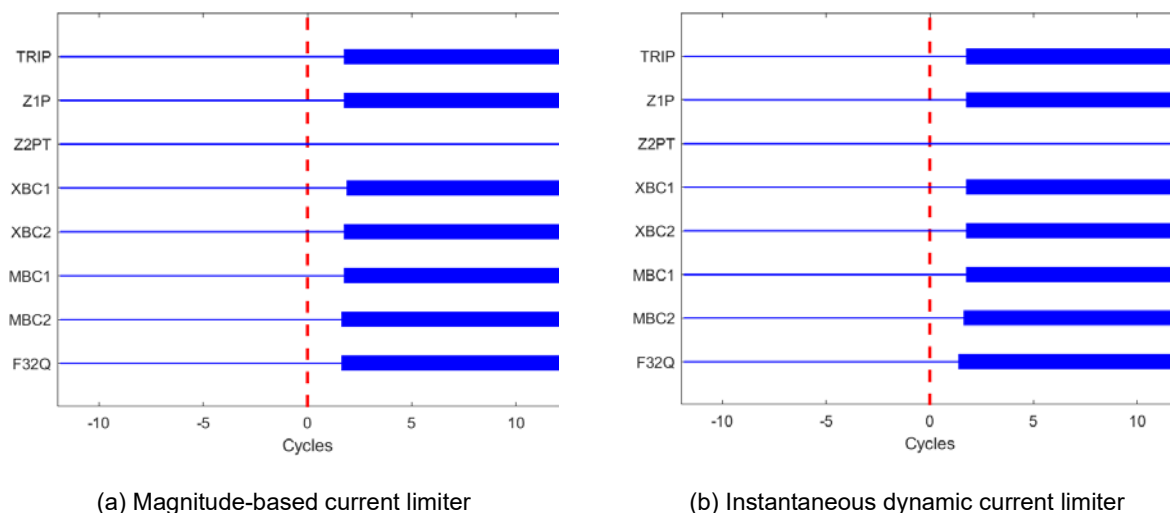 TRIP
Z1P
Z2PT
XBC1
XBC2
MBC1
MBC2
F32Q
-10 -5 0 5 10
Cycles
(a) Magnitude-based current limiter
TRIP
Z1P
Z2PT
XBC1
XBC2
MBC1
MBC2
F32Q
-10 -5 0 5 10
Cycles
(b) Instantaneous dynamic current limiter